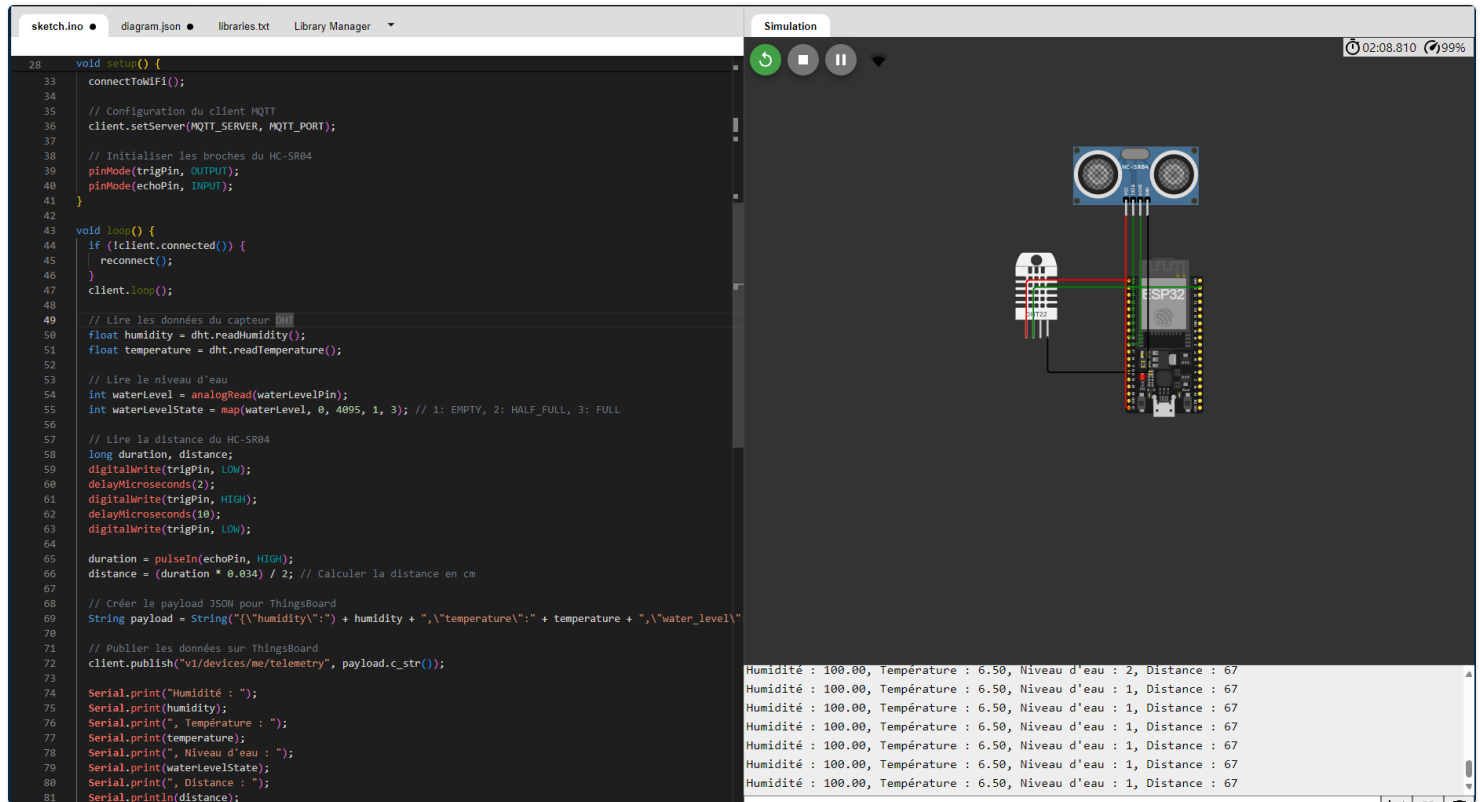 sketch.ino ● diagram.json ● libraries.txt Library Manager
28 void setup() {
33 connectToWiFi();
34
35 // Configuration du client MQTT
36 client.setServer(MQTT_SERVER, MQTT_PORT);
37
38 // Initialiser les broches du HC-SR04
39 pinMode(trigPin, OUTPUT);
40 pinMode(echoPin, INPUT);
41 }
42
43 void loop() {
44 if (!client.connected()) {
45 reconnect();
46 }
47 client.loop();
48
49 // Lire les données du capteur DHT
50 float humidity = dht.readHumidity();
51 float temperature = dht.readTemperature();
52
53 // Lire le niveau d'eau
54 int waterLevel = analogRead(waterLevelPin);
55 int waterLevelState = map(waterLevel, 0, 4095, 1, 3); // 1: EMPTY, 2: HALF_FULL, 3: FULL
56
57 // Lire la distance du HC-SR04
58 long duration, distance;
59 digitalWrite(trigPin, LOW);
60 delayMicroseconds(2);
61 digitalWrite(trigPin, HIGH);
62 delayMicroseconds(10);
63 digitalWrite(trigPin, LOW);
64
65 duration = pulseIn(echoPin, HIGH);
66 distance = (duration * 0.034) / 2; // Calculer la distance en cm
67
68 // Créer le payload JSON pour ThingsBoard
69 String payload = String("{\"humidity\":") + humidity + ",\"temperature\":" + temperature + ",\"water_level\"
70
71 // Publier les données sur ThingsBoard
72 client.publish("v1/devices/me/telemetry", payload.c_str());
73
74 Serial.print("Humidité : ");
75 Serial.print(humidity);
76 Serial.print(", Température : ");
77 Serial.print(temperature);
78 Serial.print(", Niveau d'eau : ");
79 Serial.print(waterLevelState);
80 Serial.print(", Distance : ");
81 Serial.println(distance);
Simulation
02:08.810 99%
HC-SR04
DHT22
ESP32
Humidité : 100.00, Température : 6.50, Niveau d'eau : 2, Distance : 67
Humidité : 100.00, Température : 6.50, Niveau d'eau : 1, Distance : 67
Humidité : 100.00, Température : 6.50, Niveau d'eau : 1, Distance : 67
Humidité : 100.00, Température : 6.50, Niveau d'eau : 1, Distance : 67
Humidité : 100.00, Température : 6.50, Niveau d'eau : 1, Distance : 67
Humidité : 100.00, Température : 6.50, Niveau d'eau : 1, Distance : 67
Humidité : 100.00, Température : 6.50, Niveau d'eau : 1, Distance : 67